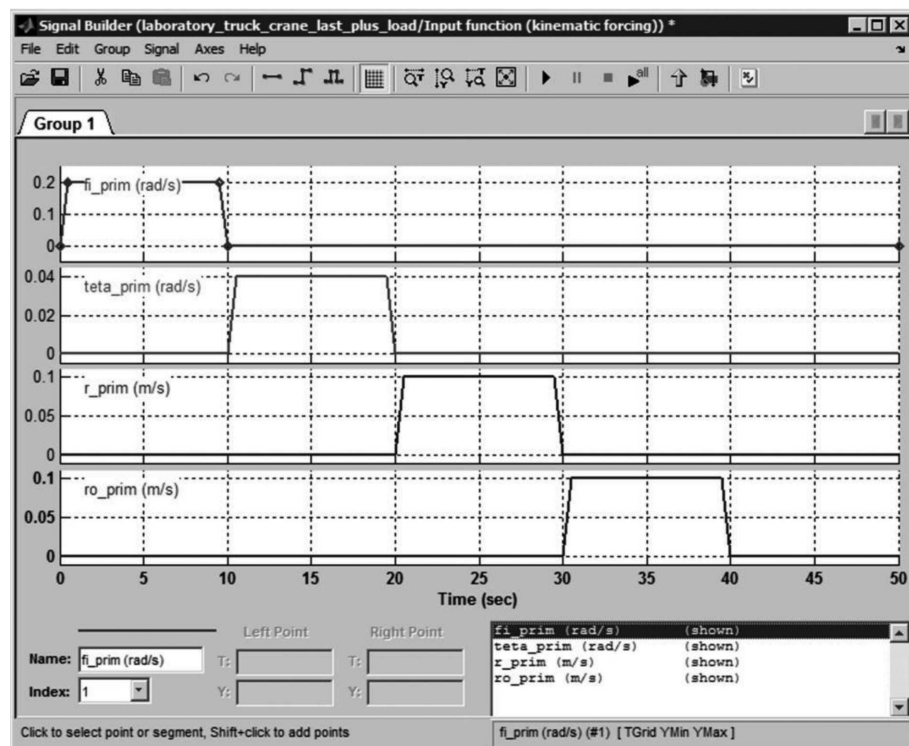 Signal Builder (laboratory_truck_crane_last_plus_load/Input function (kinematic forcing)) *
File Edit Group Signal Axes Help
all
Group 1
0.2
fi_prim (rad/s)
0.1
0
0.04
teta_prim (rad/s)
0.02
0
0.1
r_prim (m/s)
0.05
0
0.1
ro_prim (m/s)
0.05
0
0 5 10 15 20 25 30 35 40 45 50
Time (sec)
Left Point Right Point
Name: fi_prim (rad/s) T: T:
Index: 1 Y: Y:
fi_prim (rad/s) (shown)
teta_prim (rad/s) (shown)
r_prim (m/s) (shown)
ro_prim (m/s) (shown)
Click to select point or segment, Shift+click to add points
fi_prim (rad/s) (#1) [ TGrid YMin YMax ]